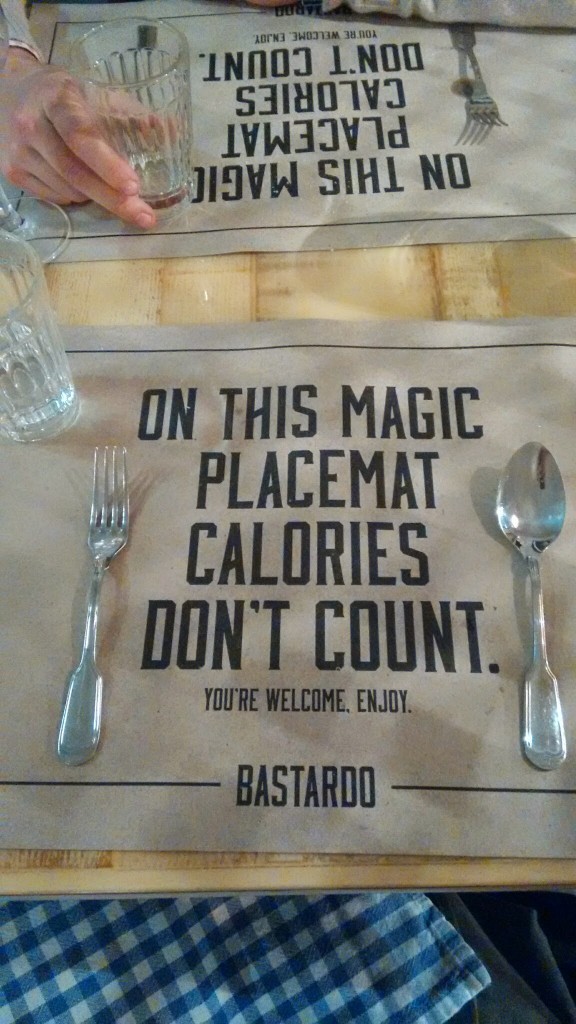 BASTARDO
YOU'RE WELCOME. ENJOY.
DON'T COUNT.
CALORIES
PLACEMAT
ON THIS MAGIC
ON THIS MAGIC
PLACEMAT
CALORIES
DON'T COUNT.
YOU'RE WELCOME. ENJOY.
BASTARDO